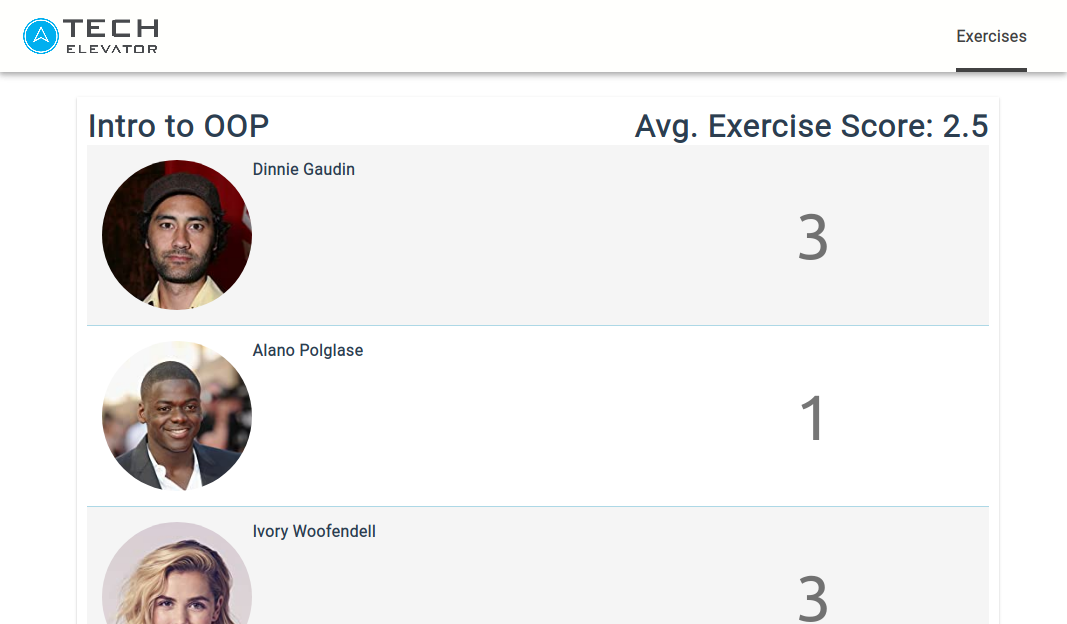 TECH
ELEVATOR
Exercises
Intro to OOP
Avg. Exercise Score: 2.5
Dinnie Gaudin
3
Alano Polglase
1
Ivory Woofendell
3